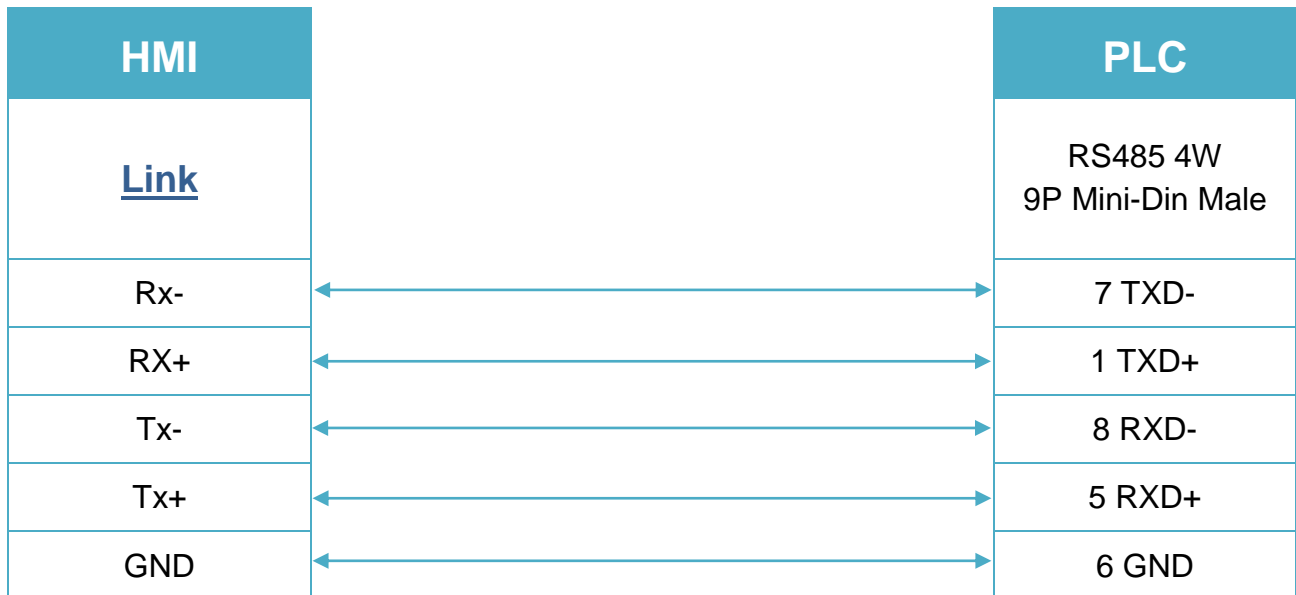 HMI
PLC
Link
RS485 4W
9P Mini-Din Male
Rx-
7 TXD-
RX+
1 TXD+
Tx-
8 RXD-
Tx+
5 RXD+
GND
6 GND